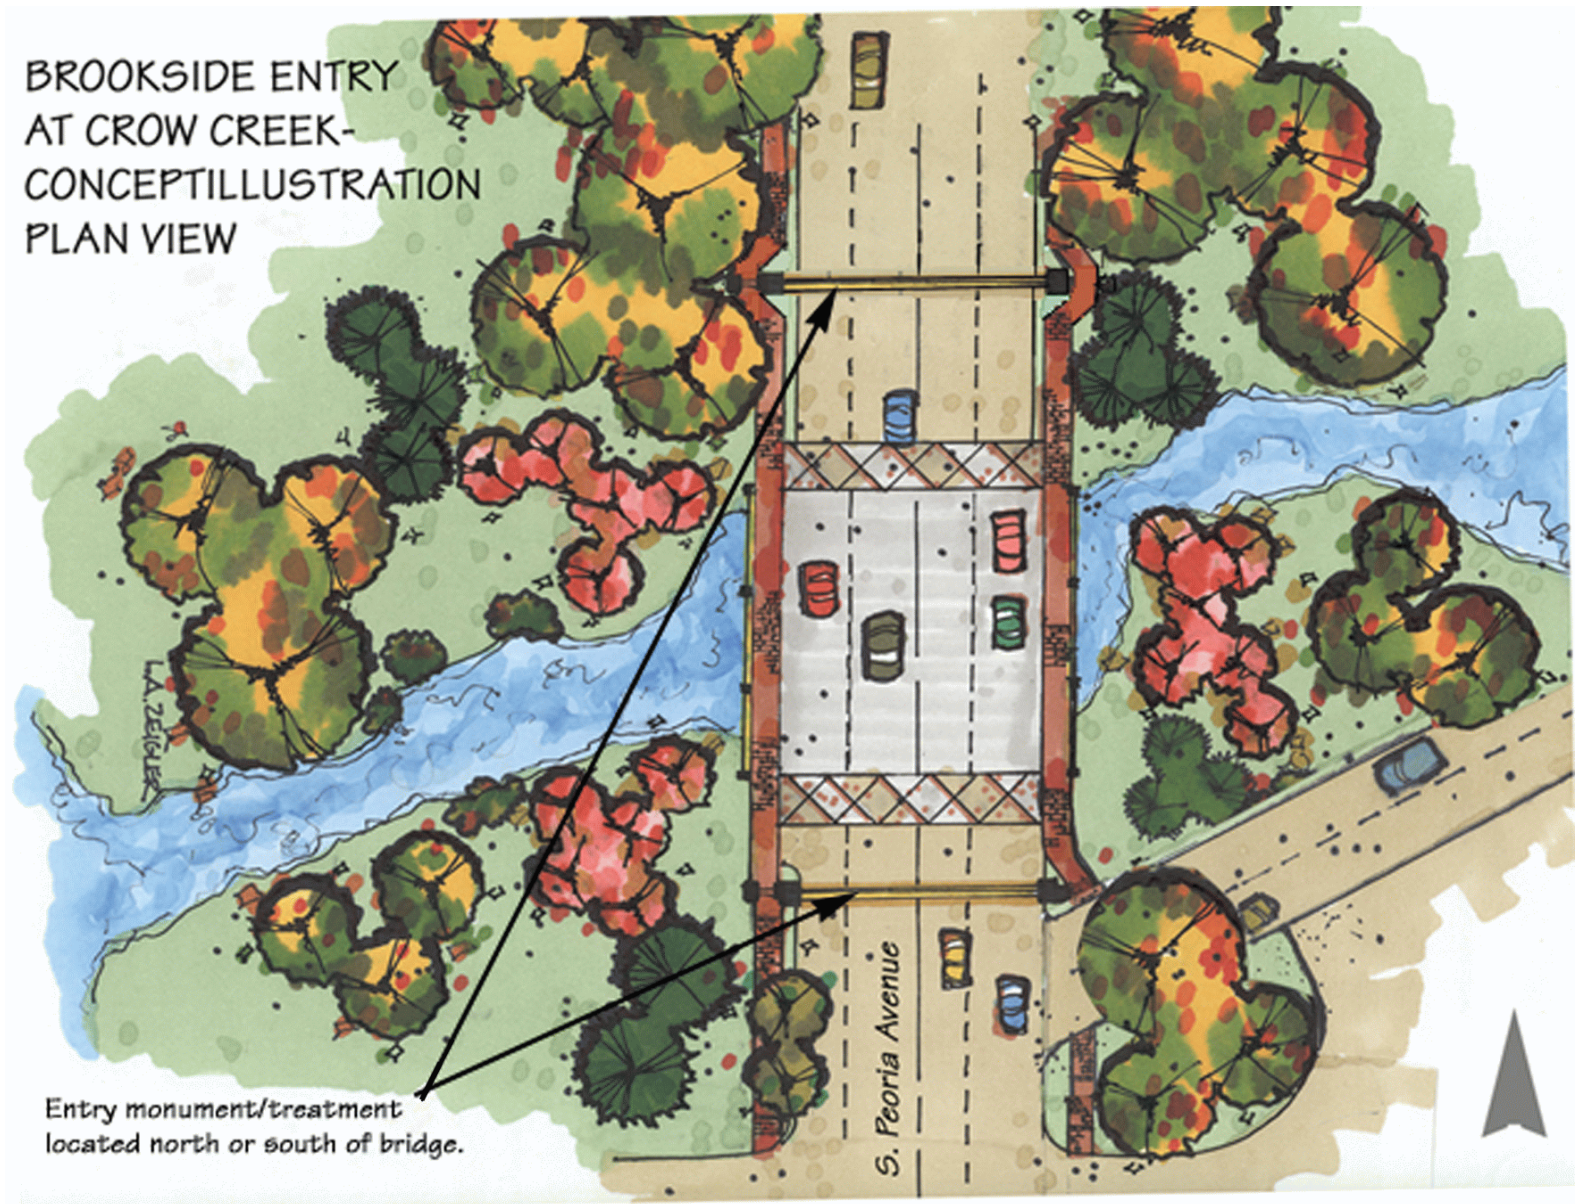 BROOKSIDE ENTRY
AT CROW CREEK-
CONCEPTILLUSTRATION
PLAN VIEW
L.A. ZEIGLER
S. Peoria Avenue
Entry monument/treatment
located north or south of bridge.